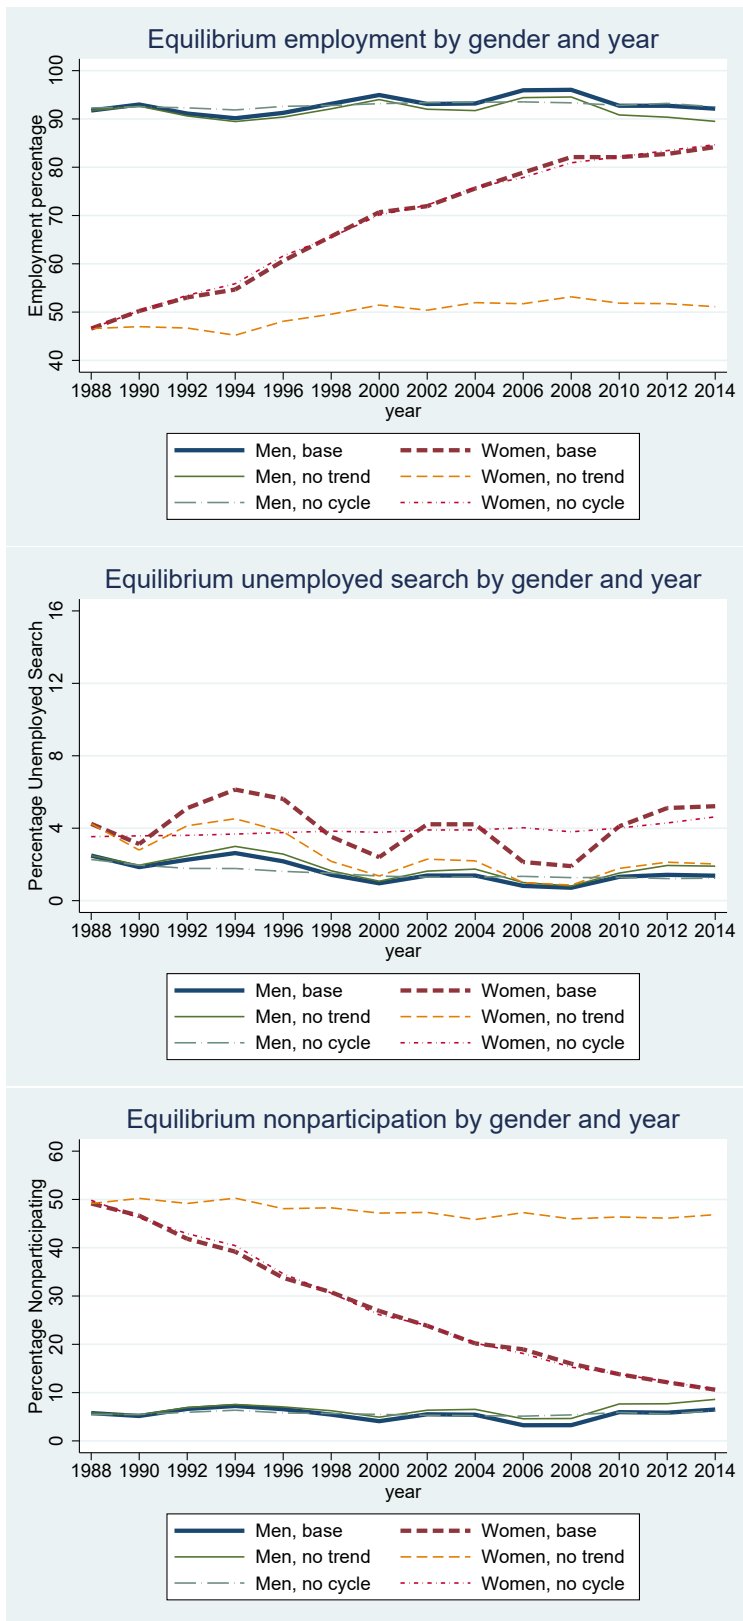 Equilibrium employment by gender and year
Employment percentage
100
90
80
70
60
50
40
1988 1990 1992 1994 1996 1998 2000 2002 2004 2006 2008 2010 2012 2014
year
Men, base Women, base
Men, no trend Women, no trend
Men, no cycle Women, no cycle
Equilibrium unemployed search by gender and year
Percentage Unemployed Search
16
12
8
4
0
1988 1990 1992 1994 1996 1998 2000 2002 2004 2006 2008 2010 2012 2014
year
Men, base Women, base
Men, no trend Women, no trend
Men, no cycle Women, no cycle
Equilibrium nonparticipation by gender and year
Percentage Nonparticipating
60
50
40
30
20
10
0
1988 1990 1992 1994 1996 1998 2000 2002 2004 2006 2008 2010 2012 2014
year
Men, base Women, base
Men, no trend Women, no trend
Men, no cycle Women, no cycle